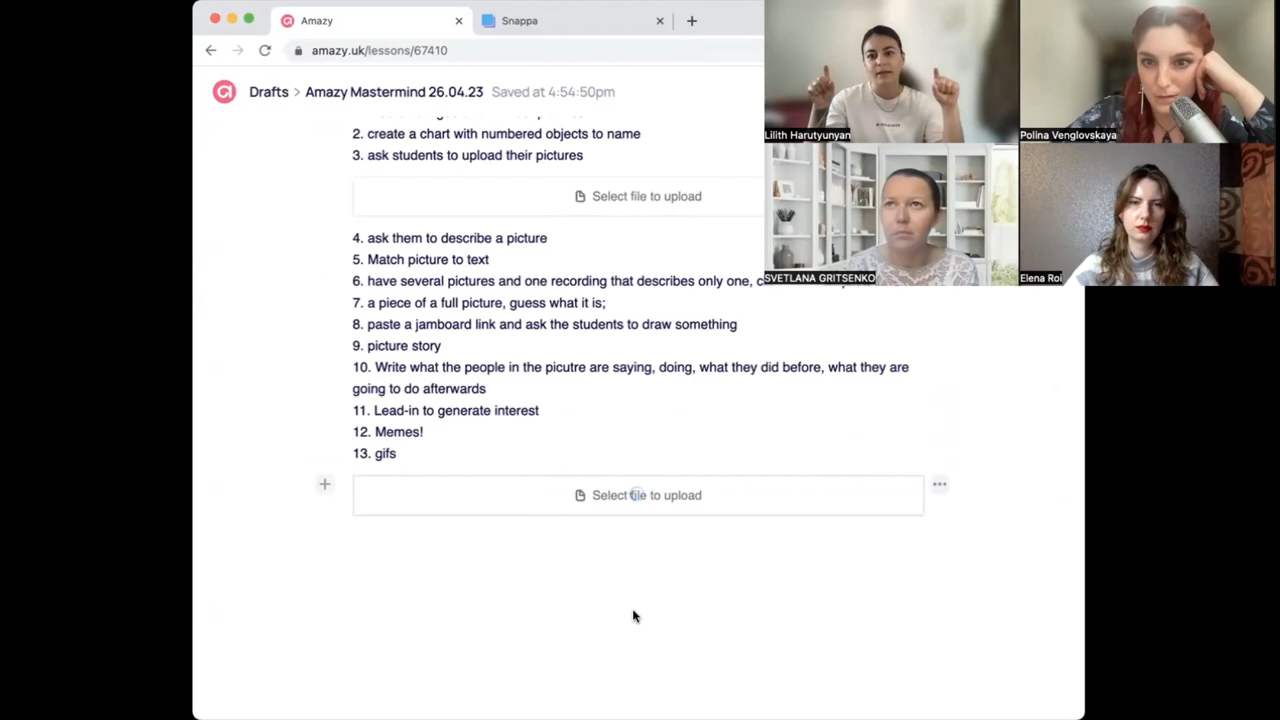 Amazy
Snappa
amazy.uk/lessons/67410
Drafts > Amazy Mastermind 26.04.23 Saved at 4:54:50pm
2. create a chart with numbered objects to name
3. ask students to upload their pictures
Select file to upload
4. ask them to describe a picture
5. Match picture to text
6. have several pictures and one recording that describes only one,
7. a piece of a full picture, guess what it is;
8. paste a jamboard link and ask the students to draw something
9. picture story
10. Write what the people in the picutre are saying, doing, what they did before, what they are
going to do afterwards
11. Lead-in to generate interest
12. Memes!
13. gifs
Select file to upload
Lilith Harutyunyan
Polina Venglovskaya
SVETLANA GRITSENKO
Elena Roi